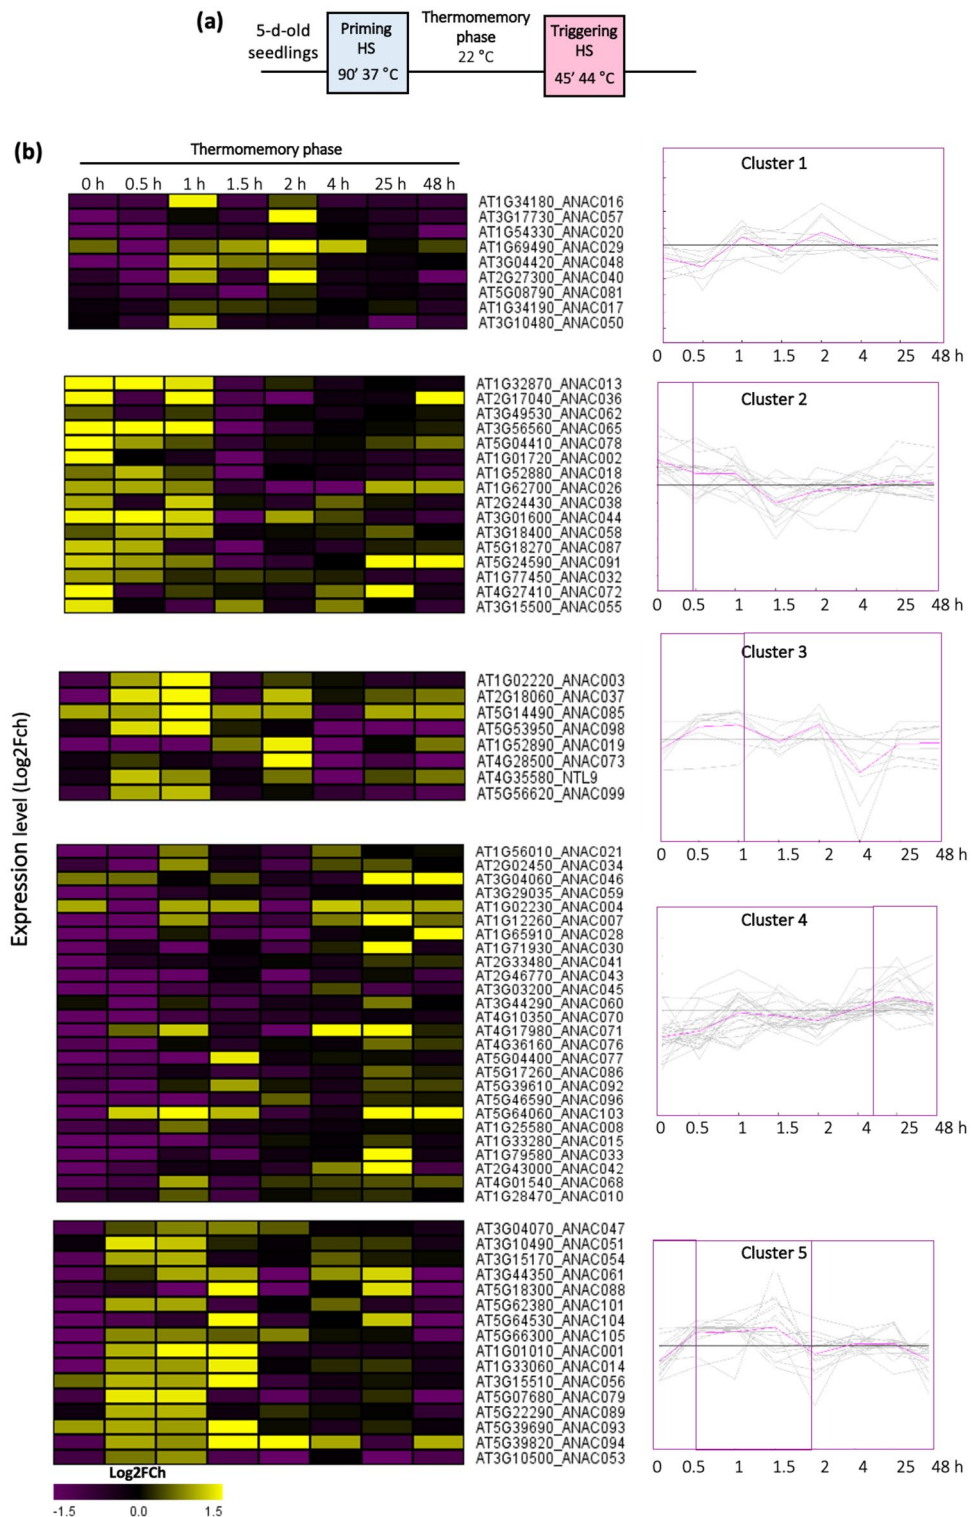 (a)
5-d-old
seedlings
Priming
HS
90′ 37 °C
Thermomemory
phase
22 °C
Triggering
HS
45′ 44 °C
(b)
Thermomemory phase
0 h 0.5 h 1 h 1.5 h 2 h 4 h 25 h 48 h
AT1G34180_ANAC016
AT3G17730_ANAC057
AT1G54330_ANAC020
AT1G69490_ANAC029
AT3G04420_ANAC048
AT2G27300_ANAC040
AT5G08790_ANAC081
AT1G34190_ANAC017
AT3G10480_ANAC050
Cluster 1
0 0.5 1 1.5 2 4 25 48 h
AT1G32870_ANAC013
AT2G17040_ANAC036
AT3G49530_ANAC062
AT3G56560_ANAC065
AT5G04410_ANAC078
AT1G01720_ANAC002
AT1G52880_ANAC018
AT1G62700_ANAC026
AT2G24430_ANAC038
AT3G01600_ANAC044
AT3G18400_ANAC058
AT5G18270_ANAC087
AT5G24590_ANAC091
AT1G77450_ANAC032
AT4G27410_ANAC072
AT3G15500_ANAC055
Cluster 2
0 0.5 1 1.5 2 4 25 48 h
Expression level (Log2Fch)
AT1G02220_ANAC003
AT2G18060_ANAC037
AT5G14490_ANAC085
AT5G53950_ANAC098
AT1G52890_ANAC019
AT4G28500_ANAC073
AT4G35580_NTL9
AT5G56620_ANAC099
Cluster 3
0 0.5 1 1.5 2 4 25 48 h
AT1G56010_ANAC021
AT2G02450_ANAC034
AT3G04060_ANAC046
AT3G29035_ANAC059
AT1G02230_ANAC004
AT1G12260_ANAC007
AT1G65910_ANAC028
AT1G71930_ANAC030
AT2G33480_ANAC041
AT2G46770_ANAC043
AT3G03200_ANAC045
AT3G44290_ANAC060
AT4G10350_ANAC070
AT4G17980_ANAC071
AT4G36160_ANAC076
AT5G04400_ANAC077
AT5G17260_ANAC086
AT5G39610_ANAC092
AT5G46590_ANAC096
AT5G64060_ANAC103
AT1G25580_ANAC008
AT1G33280_ANAC015
AT1G79580_ANAC033
AT2G43000_ANAC042
AT4G01540_ANAC068
AT1G28470_ANAC010
Cluster 4
0 0.5 1 1.5 2 4 25 48 h
AT3G04070_ANAC047
AT3G10490_ANAC051
AT3G15170_ANAC054
AT3G44350_ANAC061
AT5G18300_ANAC088
AT5G62380_ANAC101
AT5G64530_ANAC104
AT5G66300_ANAC105
AT1G01010_ANAC001
AT1G33060_ANAC014
AT3G15510_ANAC056
AT5G07680_ANAC079
AT5G22290_ANAC089
AT5G39690_ANAC093
AT5G39820_ANAC094
AT3G10500_ANAC053
Cluster 5
0 0.5 1 1.5 2 4 25 48 h
Log2FCh
-1.5 0.0 1.5